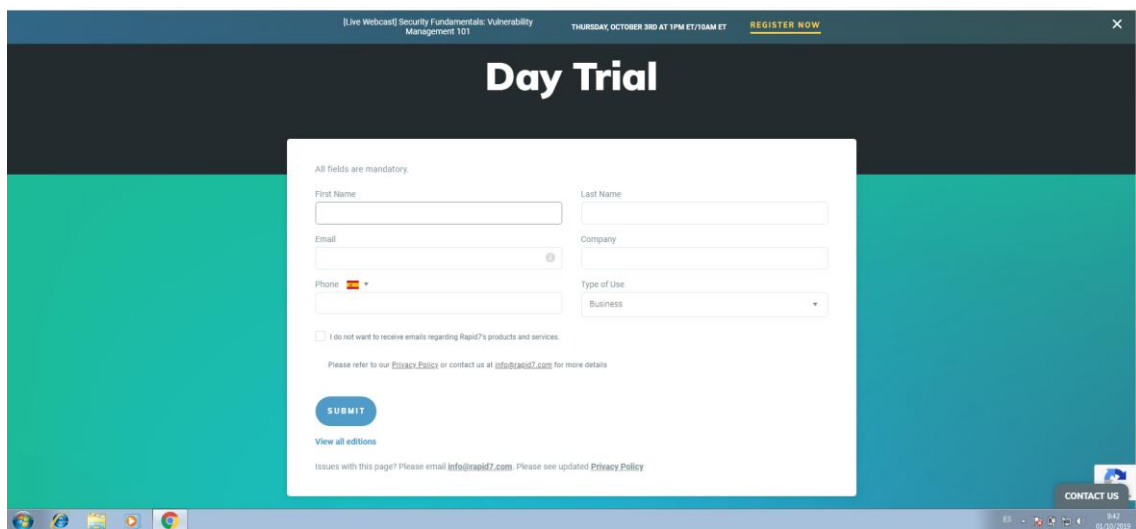 [Live Webcast] Security Fundamentals: Vulnerability
Management 101
THURSDAY, OCTOBER 3RD AT 1PM ET/10AM ET
REGISTER NOW
Day Trial
All fields are mandatory.
First Name
Last Name
Email
Company
Phone
Type of Use
Business
I do not want to receive emails regarding Rapid7's products and services.
Please refer to our Privacy Policy or contact us at info@rapid7.com for more details
SUBMIT
View all editions
Issues with this page? Please email info@rapid7.com. Please see updated Privacy Policy
CONTACT US
ES
9:42
01/10/2019